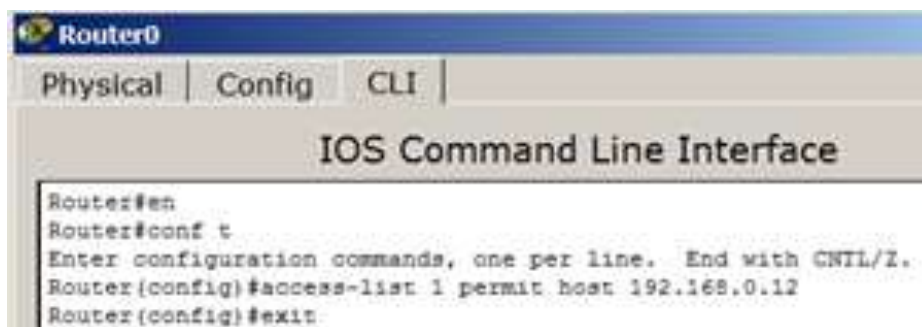 Router0
Physical Config CLI
IOS Command Line Interface
Router#en
Router#conf t
Enter configuration commands, one per line. End with CNTL/Z.
Router(config)#access-list 1 permit host 192.168.0.12
Router(config)#exit